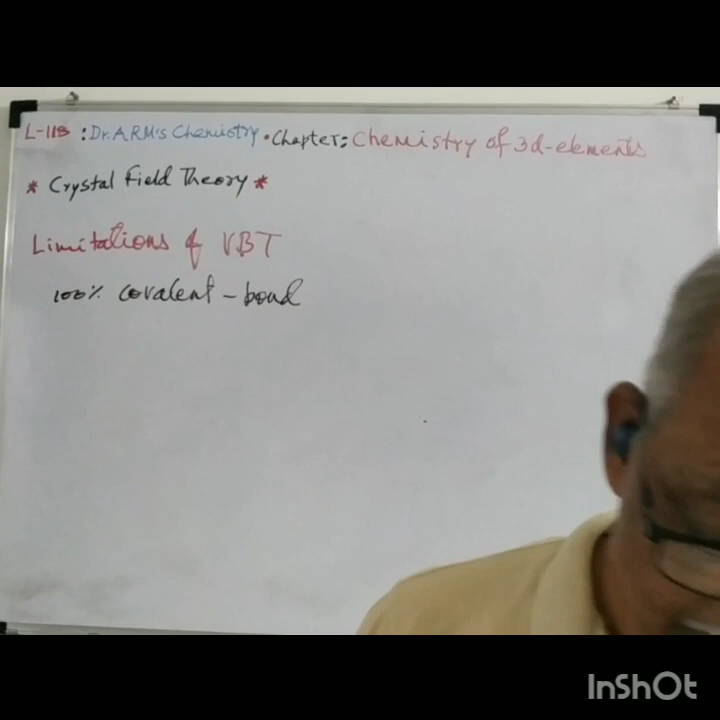 L-118 : Dr. ARM's Chemistry • Chapter: Chemistry of 3d-elements
* Crystal Field Theory *
Limitations of VBT
100% covalent - bond
InShOt